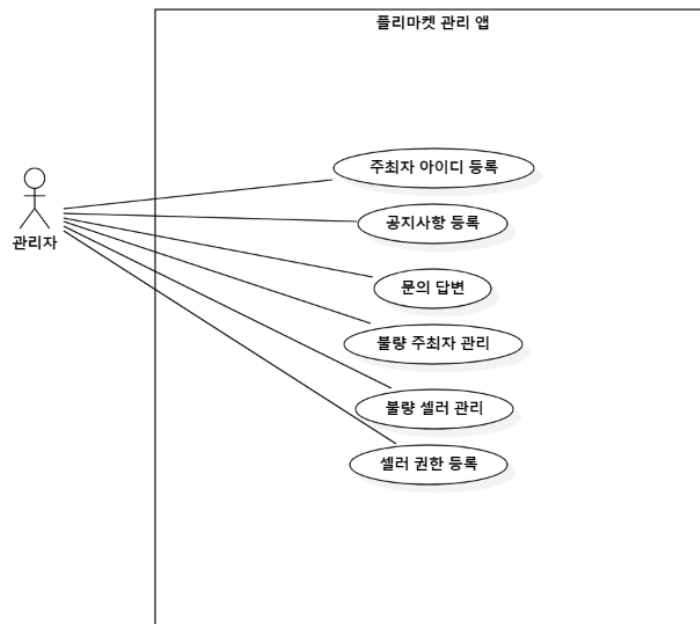 플리마켓 관리 앱
주최자 아이디 등록
공지사항 등록
관리자
문의 답변
불량 주최자 관리
불량 셀러 관리
셀러 권한 등록